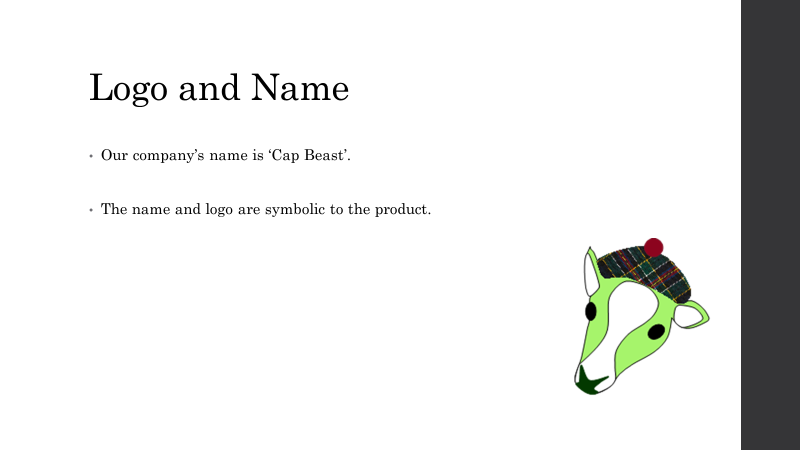 Logo and Name
• Our company’s name is ‘Cap Beast’.
• The name and logo are symbolic to the product.